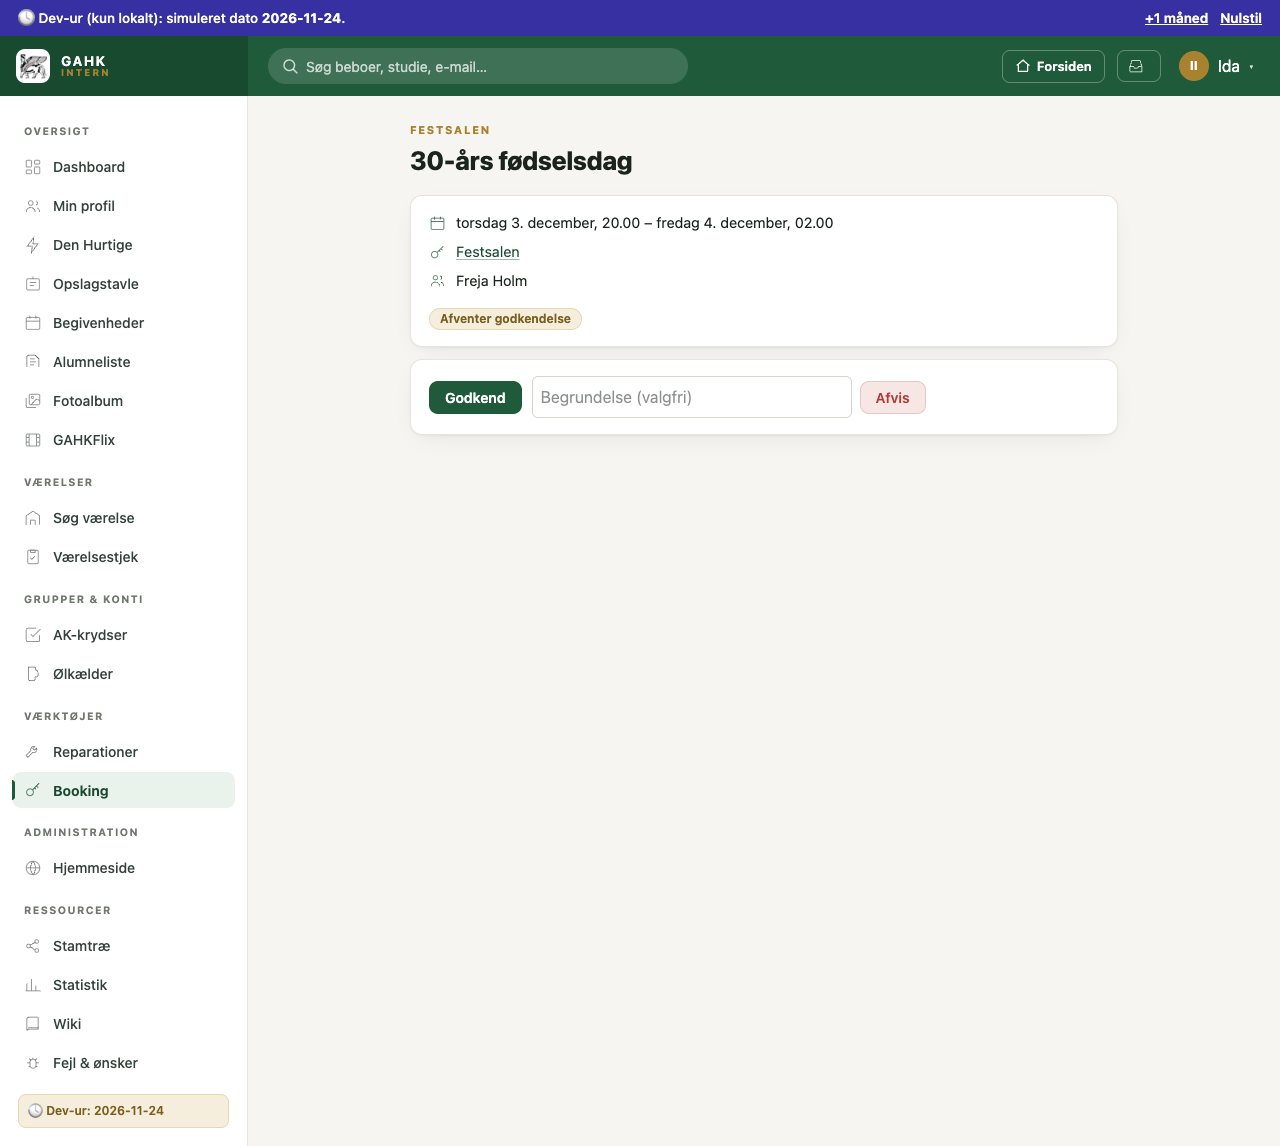 Dev-ur (kun lokalt): simuleret dato 2026-11-24.
+1 måned Nulstil
GAHK
INTERN
Søg beboer, studie, e-mail...
Forsiden
II Ida
OVERSIGT
Dashboard
Min profil
Den Hurtige
Opslagstavle
Begivenheder
Alumneliste
Fotoalbum
GAHKFlix
VÆRELSER
Søg værelse
Værelsestjek
GRUPPER & KONTI
AK-krydser
Ølkælder
VÆRKTØJER
Reparationer
Booking
ADMINISTRATION
Hjemmeside
RESSOURCER
Stamtræ
Statistik
Wiki
Fejl & ønsker
Dev-ur: 2026-11-24
FESTSALEN
30-års fødselsdag
torsdag 3. december, 20.00 – fredag 4. december, 02.00
Festsalen
Freja Holm
Afventer godkendelse
Godkend Begrundelse (valgfri) Afvis